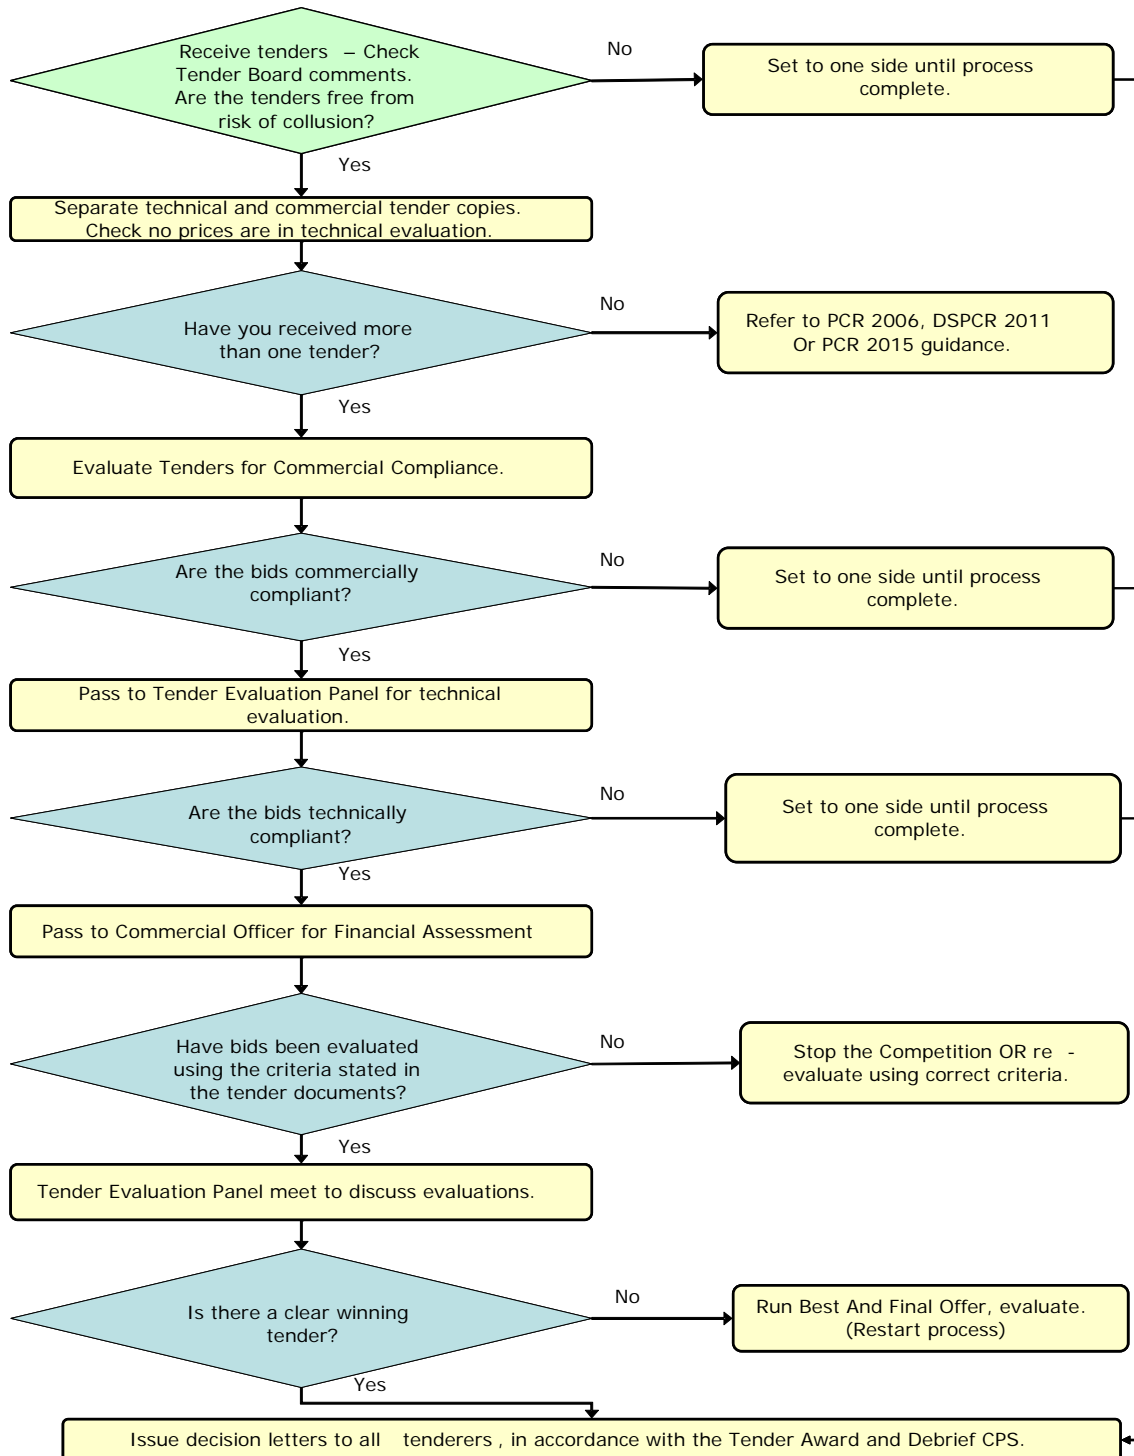 Receive tenders – Check
Tender Board comments.
Are the tenders free from
risk of collusion?
No
Set to one side until process
complete.
Yes
Separate technical and commercial tender copies.
Check no prices are in technical evaluation.
Have you received more
than one tender?
No
Refer to PCR 2006, DSPCR 2011
Or PCR 2015 guidance.
Yes
Evaluate Tenders for Commercial Compliance.
Are the bids commercially
compliant?
No
Set to one side until process
complete.
Yes
Pass to Tender Evaluation Panel for technical
evaluation.
Are the bids technically
compliant?
No
Set to one side until process
complete.
Yes
Pass to Commercial Officer for Financial Assessment
Have bids been evaluated
using the criteria stated in
the tender documents?
No
Stop the Competition OR re -
evaluate using correct criteria.
Yes
Tender Evaluation Panel meet to discuss evaluations.
Is there a clear winning
tender?
No
Run Best And Final Offer, evaluate.
(Restart process)
Yes
Issue decision letters to all tenderers , in accordance with the Tender Award and Debrief CPS.